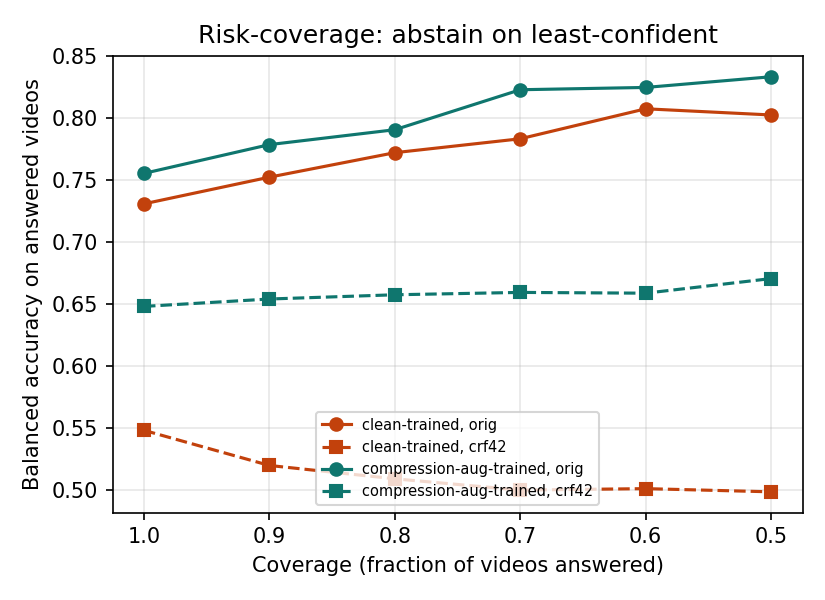 Risk-coverage: abstain on least-confident
Balanced accuracy on answered videos
0.85
0.80
0.75
0.70
0.65
0.60
0.55
0.50
clean-trained, orig
clean-trained, crf42
compression-aug-trained, orig
compression-aug-trained, crf42
1.0 0.9 0.8 0.7 0.6 0.5
Coverage (fraction of videos answered)